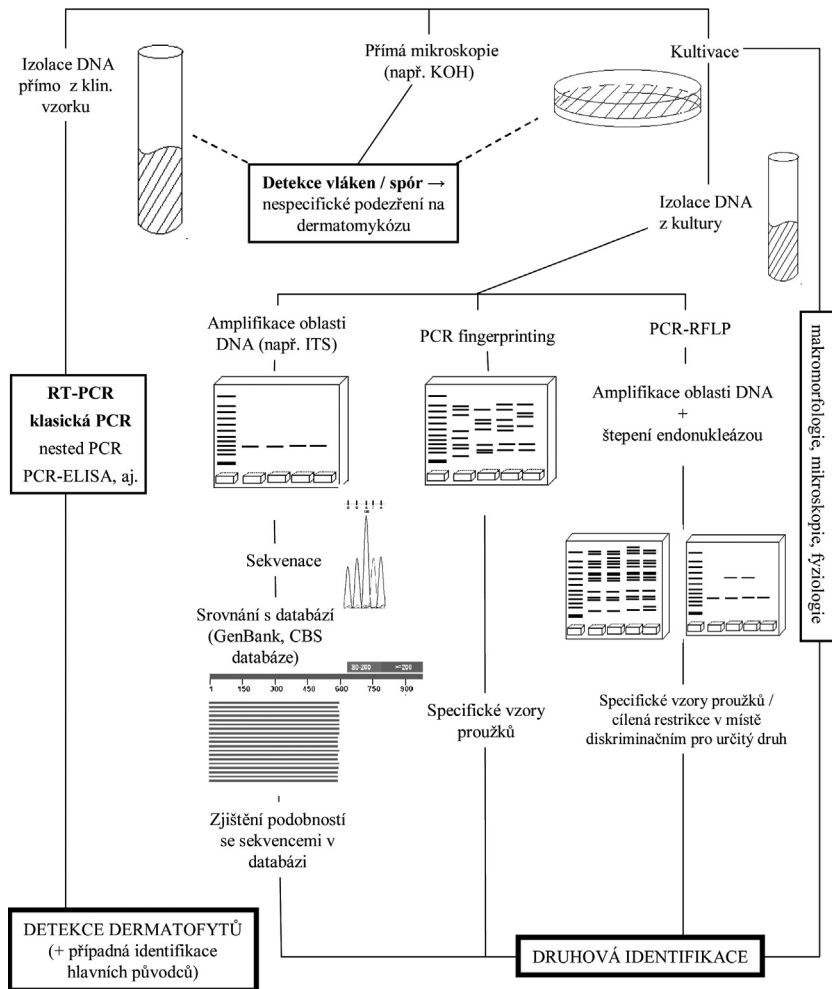 Izolace DNA
přímo z klin.
vzorku
Přímá mikroskopie
(např. KOH)
Kultivace
Detekce vláken / spór →
nespecifické podezření na
dermatomykózu
Izolace DNA
z kultury
Amplifikace oblasti
DNA (např. ITS)
PCR fingerprinting
PCR-RFLP
Amplifikace oblasti DNA
+
štepení endonukleázou
RT-PCR
klasická PCR
nested PCR
PCR-ELISA, aj.
makromorfologie, mikroskopie, fyziologie
Sekvenace
Srovnání s databází
(GenBank, CBS
databáze)
80-200 >=200
1 150 300 450 600 750 900
Specifické vzory
proužků
Specifické vzory proužků /
cílená restrikce v místě
diskriminačním pro určitý druh
Zjištění podobností
se sekvencemi v
databázi
DETEKCE DERMATOFYTŮ
(+ případná identifikace
hlavních původců)
DRUHOVÁ IDENTIFIKACE